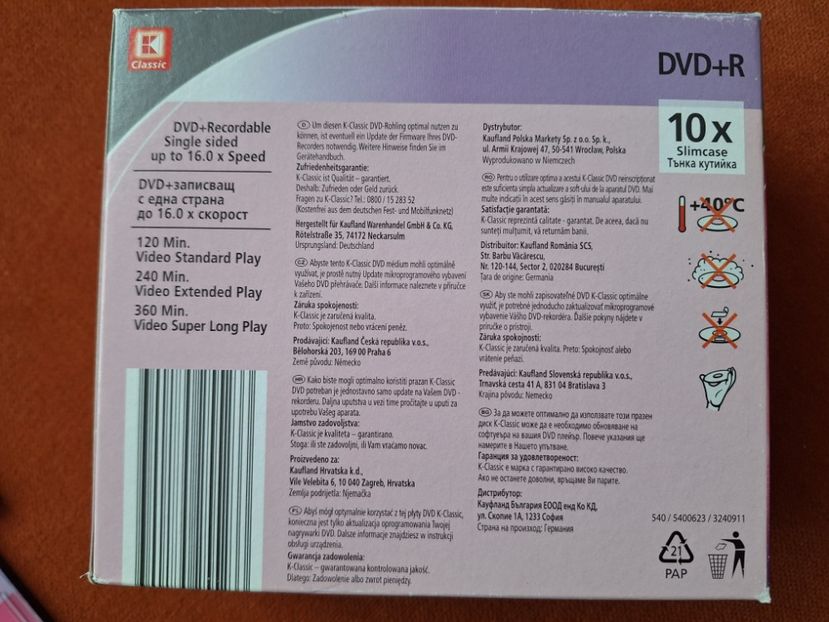 K
Classic
DVD+R
10 x
Slimcase
Тънка кутийка
DVD+Recordable
Single sided
up to 16.0 x Speed
DVD+записващ
с една страна
до 16.0 x скорост
120 Min.
Video Standard Play
240 Min.
Video Extended Play
360 Min.
Video Super Long Play
D Um diesen K-Classic DVD-Rohling optimal nutzen zu
können, ist eventuell ein Update der Firmware Ihres DVD-
Recorders notwendig. Weitere Hinweise finden Sie im
Gerätehandbuch.
Zufriedenheitsgarantie:
K-Classic ist Qualität – garantiert.
Deshalb: Zufrieden oder Geld zurück.
Fragen zu K-Classic? Tel.: 0800 / 15 283 52
(Kostenfrei aus dem deutschen Fest- und Mobilfunknetz)
Hergestellt für Kaufland Warenhandel GmbH & Co. KG,
Rötelstraße 35, 74172 Neckarsulm
Ursprungsland: Deutschland
CZ Abyste tento K-Classic DVD médium mohli optimálně
využívat, je prostě nutný Update mikroprogramového vybavení
Vašeho DVD přehrávače. Další informace naleznete v příručce
k zařízení.
Záruka spokojenosti:
K-Classic je zaručená kvalita.
Proto: Spokojenost nebo vrácení peněz.
Prodávající: Kaufland Česká republika v.o.s.,
Bělohorská 203, 169 00 Praha 6
Země původu: Německo
HR Kako biste mogli optimalno koristiti prazan K-Classic
DVD potreban je jednostavno samo update na Vašem DVD -
rekorderu. Daljna uputstva u vezi time pročitajte u uputi za
upotrebu Vašeg aparata.
Jamstvo zadovoljstva:
K-Classic je kvaliteta – garantirano.
Stoga: ili ste zadovoljni, ili Vam vraćamo novac.
Proizvedeno za:
Kaufland Hrvatska k.d.,
Vile Velebita 6, 10 040 Zagreb, Hrvatska
Zemlja podrijetla: Njemačka
PL Abyś mógł optymalnie korzystać z tej płyty DVD K-Classic,
konieczna jest tylko aktualizacja oprogramowania Twojej
nagrywarki DVD. Dalsze informacje znajdziesz w instrukcji
obsługi urządzenia.
Gwarancja zadowolenia:
K-Classic – gwarantowana kontrolowana jakość.
Dlatego: Zadowolenie albo zwrot pieniędzy.
Dystrybutor:
Kaufland Polska Markety Sp. z o.o. Sp. k.,
ul. Armii Krajowej 47, 50-541 Wrocław, Polska
Wyprodukowano w Niemczech
RO Pentru o utilizare optima a acestui K-Classic DVD neinscriptionat
este suficienta simpla actualizare a soft-ului de la aparatul DVD. Mai
multe indicații în acest sens găsiți în manualul aparatului.
Satisfacție garantată:
K-Classic reprezintă calitate - garantat. De aceea, dacă nu
sunteți mulțumit, vă returnăm banii.
Distribuitor: Kaufland România SCS,
Str. Barbu Văcărescu,
Nr. 120-144, Sector 2, 020284 București
Țara de origine: Germania
SK Aby ste mohli zapisovateľné DVD K-Classic optimálne
využiť, je potrebné jednoducho zaktualizovať mikroprogramové
vybavenie Vášho DVD-rekordéra. Ďalšie pokyny nájdete v
príručke o prístroji.
Záruka spokojnosti:
K-Classic je zaručená kvalita. Preto: Spokojnosť alebo
vrátenie peňazí.
Predávajúci: Kaufland Slovenská republika v.o.s.,
Trnavská cesta 41 A, 831 04 Bratislava 3
Krajina pôvodu: Nemecko
BG За да можете оптимално да използвате този празен
диск K-Classic може да е необходимо обновяване на
софтуера на вашия DVD плейър. Повече указания ще
намерите в Нашето упътване.
Гаранция за удовлетвореност:
K-Classic е марка с гарантирано високо качество.
Ако не останете доволни, връщаме Ви парите.
Дистрибутор:
Кауфланд България ЕООД енд Ко КД,
ул. Скопие 1А, 1233 София
Страна на произход: Германия
+40°C
540 / 5400623 / 3240911
21
PAP